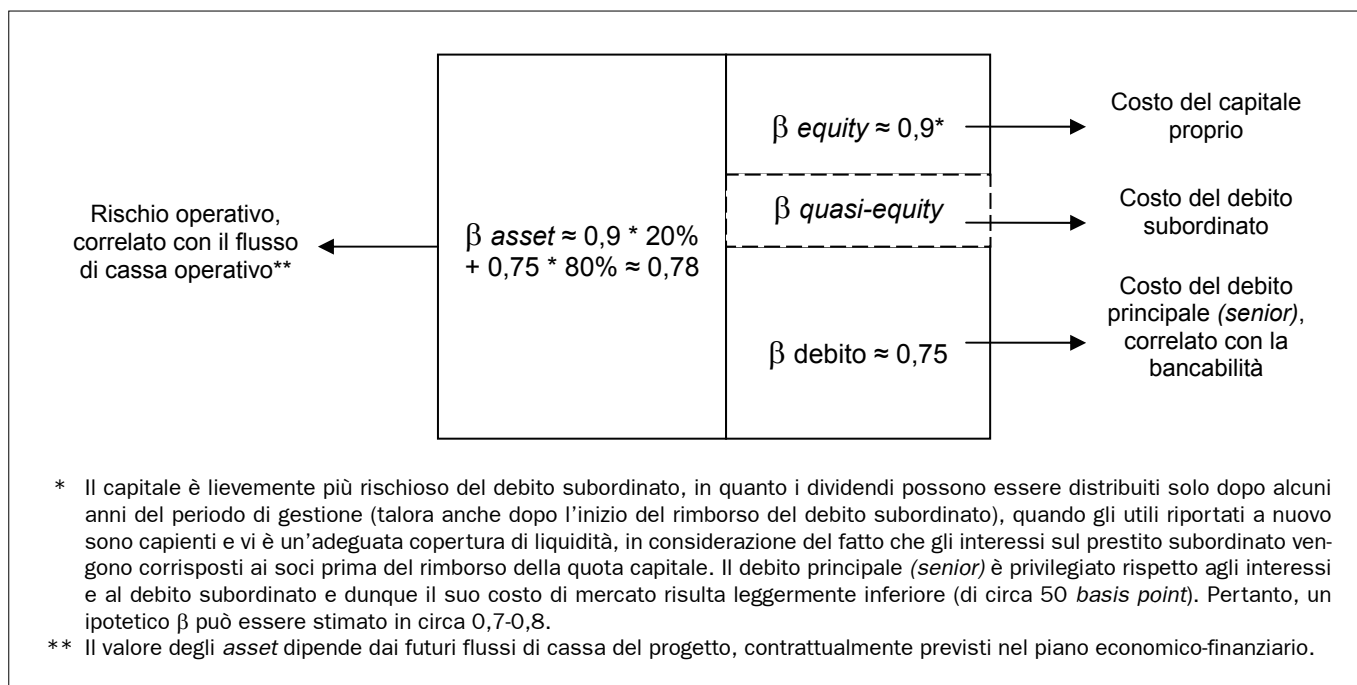 Rischio operativo,
correlato con il flusso
di cassa operativo**
β asset ≈ 0,9 * 20%
+ 0,75 * 80% ≈ 0,78
β equity ≈ 0,9*
β quasi-equity
β debito ≈ 0,75
Costo del capitale
proprio
Costo del debito
subordinato
Costo del debito
principale (senior),
correlato con la
bancabilità
* Il capitale è lievemente più rischioso del debito subordinato, in quanto i dividendi possono essere distribuiti solo dopo alcuni
anni del periodo di gestione (talora anche dopo l'inizio del rimborso del debito subordinato), quando gli utili riportati a nuovo
sono capienti e vi è un'adeguata copertura di liquidità, in considerazione del fatto che gli interessi sul prestito subordinato ven-
gono corrisposti ai soci prima del rimborso della quota capitale. Il debito principale (senior) è privilegiato rispetto agli interessi
e al debito subordinato e dunque il suo costo di mercato risulta leggermente inferiore (di circa 50 basis point). Pertanto, un
ipotetico β può essere stimato in circa 0,7-0,8.
** Il valore degli asset dipende dai futuri flussi di cassa del progetto, contrattualmente previsti nel piano economico-finanziario.